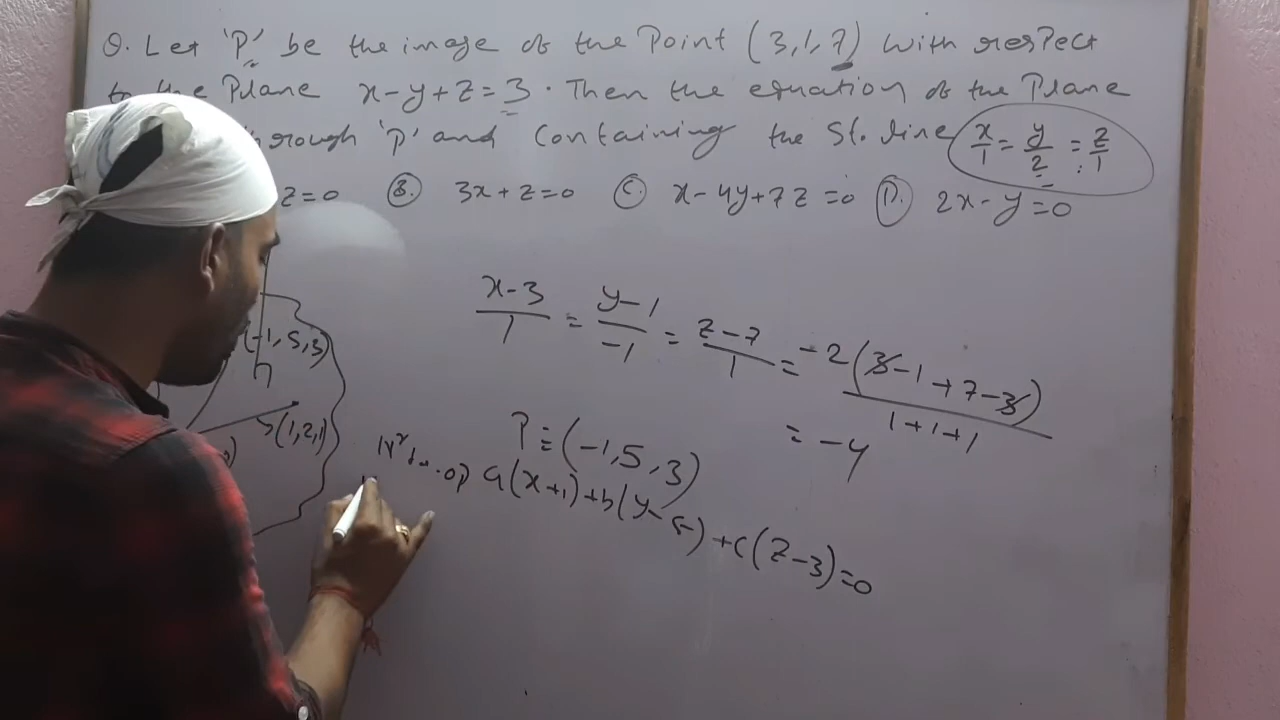 Q. Let 'P' be the image of the Point (3,1,7) with respect
to the Plane x-y+z=3. Then the equation of the Plane
through 'P' and containing the St. line x/1 = y/2 = z/1
z=0 (B.) 3x+z=0 (C.) x-4y+7z=0 (D.) 2x-y=0
(x-3)/1 = (y-1)/-1 = (z-7)/1 = -2(3-1+7-3)/(1+1+1)
= -4
(-1,5,3)
(1,2,1)
P ≡ (-1,5,3)
a(x+1)+b(y-5)+c(z-3)=0